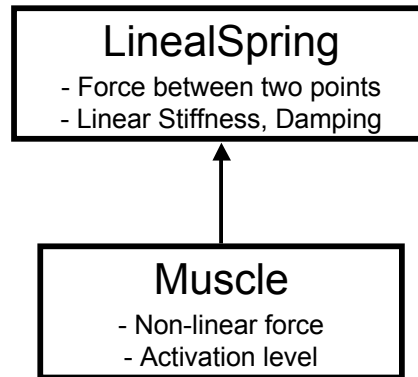 LinealSpring
- Force between two points
- Linear Stiffness, Damping
Muscle
- Non-linear force
- Activation level